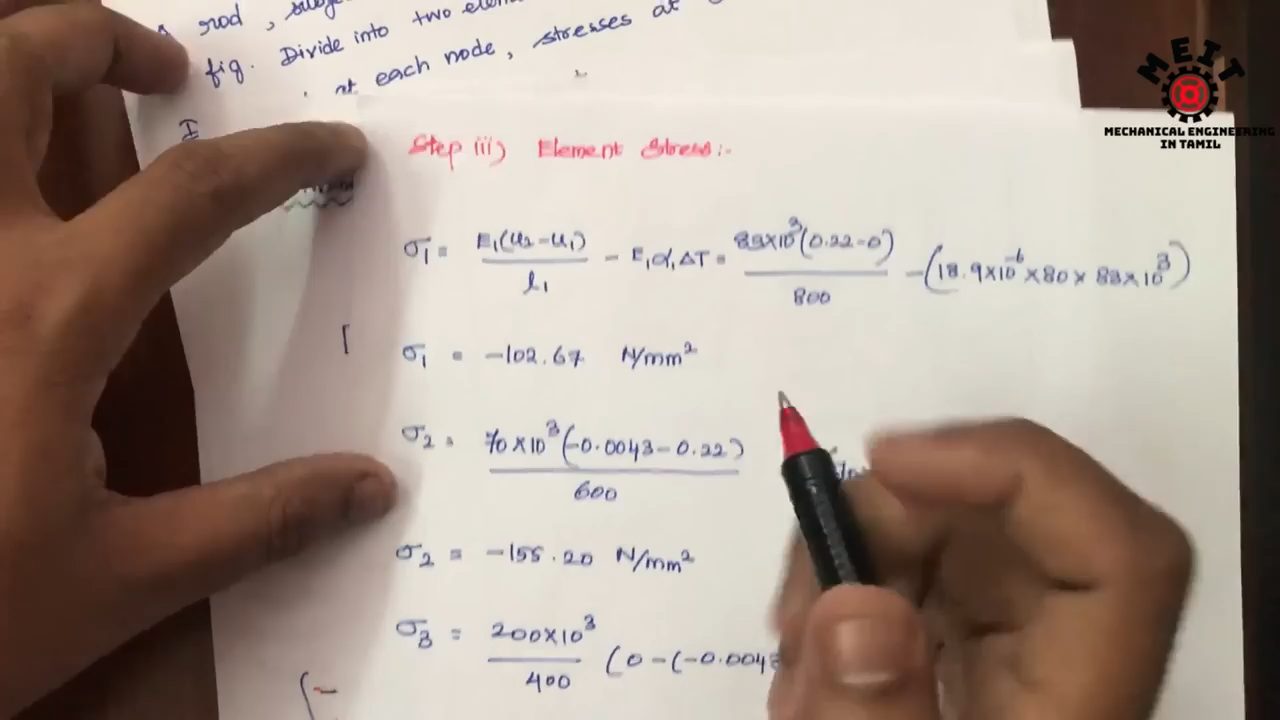 rod,
fig. Divide into two
at each node, stresses at
MEIT
MECHANICAL ENGINEERING
IN TAMIL
Step iii) Element Stress:-
σ1 = E1(u2-u1)/l1 - E1α1ΔT = 83×10³(0.22-0)/800 -(18.9×10⁻⁶×80×83×10³)
σ1 = -102.67 N/mm²
σ2 = 70×10³(-0.0043-0.22)/600
σ2 = -155.20 N/mm²
σ3 = 200×10³/400 (0-(-0.0043